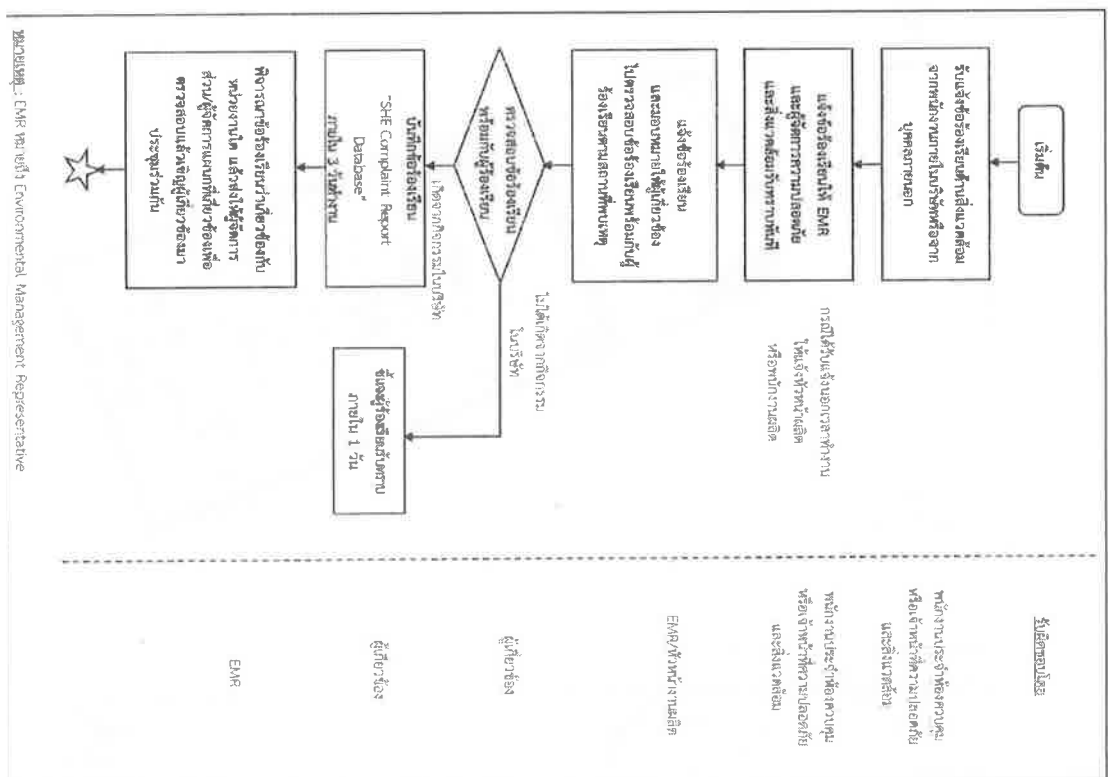 เริ่มต้น
รับแจ้งข้อร้องเรียนด้านสิ่งแวดล้อม
จากพนักงานภายในบริษัทหรือจาก
บุคคลภายนอก
แจ้งข้อร้องเรียนให้ EMR
และผู้จัดการความปลอดภัย
และสิ่งแวดล้อมรับทราบทันที
กรณีได้รับแจ้งนอกเวลาทำงาน
ให้แจ้งหัวหน้าผลิต
หรือพนักงานผลิต
แจ้งข้อร้องเรียน
และมอบหมายให้ผู้เกี่ยวข้อง
ไปตรวจสอบข้อร้องเรียนพร้อมกับผู้
ร้องเรียนตามสถานที่พบเหตุ
ตรวจสอบข้อร้องเรียน
พร้อมกับผู้ร้องเรียน
ไม่ได้เกิดจากกิจกรรม
ในบริษัท
เกิดจากกิจกรรมในบริษัท
บันทึกข้อร้องเรียน
"SHE Complaint Report
Database"
ภายใน 3 วันทำงาน
ชี้แจงผู้ร้องเรียนรับทราบ
ภายใน 1 วัน
พิจารณาข้อร้องเรียนว่าเกี่ยวข้องกับ
หน่วยงานใด แล้วส่งให้ผู้จัดการ
ส่วน/ผู้จัดการแผนกที่เกี่ยวข้องเพื่อ
ตรวจสอบแล้วเชิญผู้เกี่ยวข้องมา
ประชุมร่วมกัน
รับผิดชอบโดย
พนักงานประจำห้องควบคุม
หรือเจ้าหน้าที่ความปลอดภัย
และสิ่งแวดล้อม
พนักงานประจำห้องควบคุม
หรือเจ้าหน้าที่ความปลอดภัย
และสิ่งแวดล้อม
EMR/หัวหน้างานผลิต
ผู้เกี่ยวข้อง
ผู้เกี่ยวข้อง
EMR
หมายเหตุ : EMR หมายถึง Environmental Management Representative